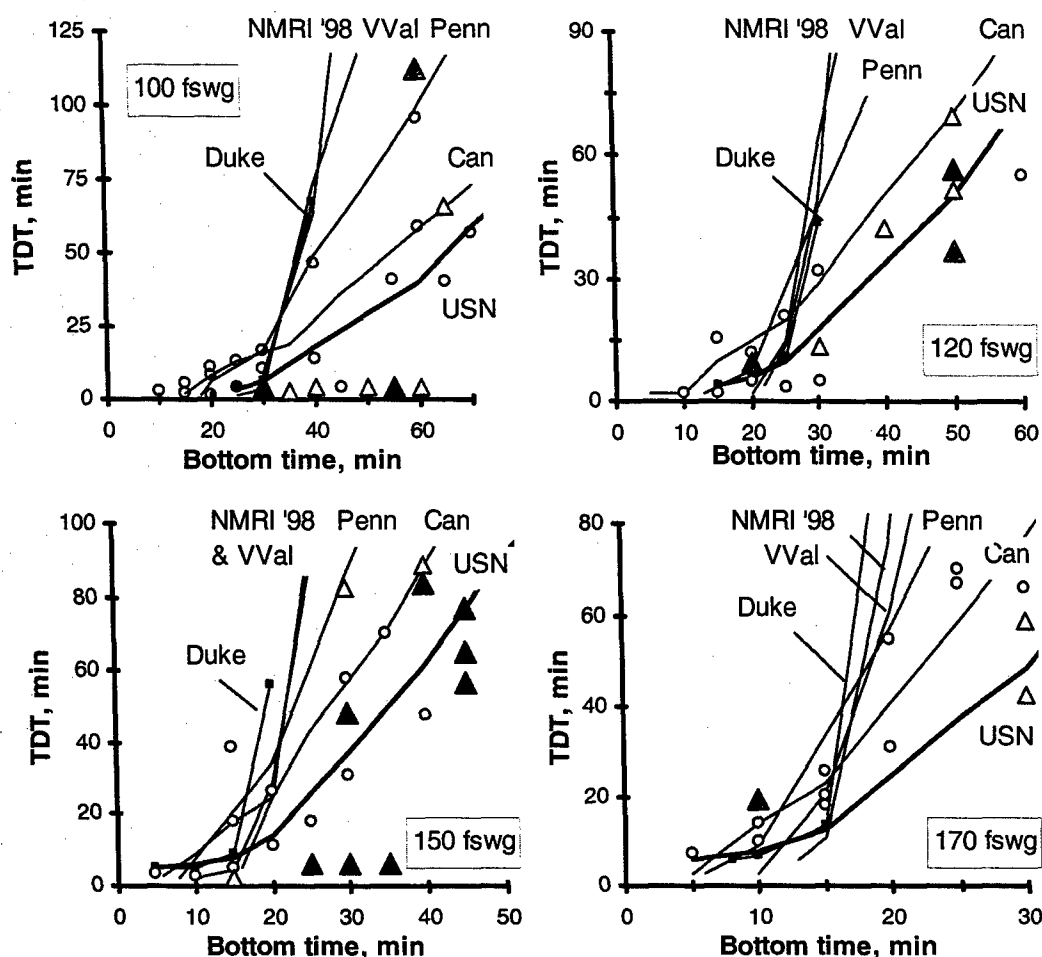 NMRI '98 VVal Penn
125
100 fswg
100
Duke
Can
75
50
USN
25
0
0 20 40 60
TDT, min
Bottom time, min
NMRI '98 VVal Can
90
Penn
USN
Duke
60
30
120 fswg
0
0 10 20 30 40 50 60
TDT, min
Bottom time, min
100
NMRI '98 Penn Can
& VVal
USN
80
Duke
60
40
20
150 fswg
0
0 10 20 30 40 50
TDT, min
Bottom time, min
80
NMRI '98 Penn
VVal Can
Duke
60
40
USN
20
170 fswg
0
0 10 20 30
TDT, min
Bottom time, min